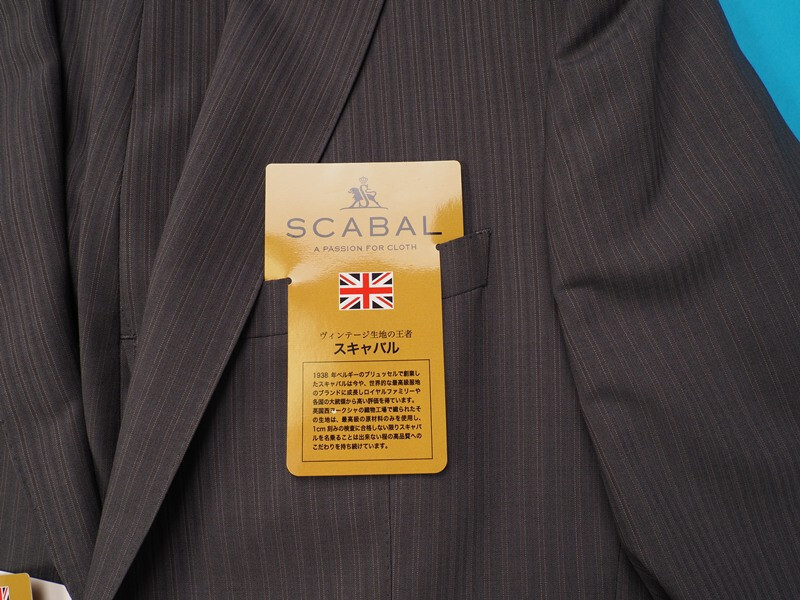 SCABAL
A PASSION FOR CLOTH
ヴィンテージ生地の王者
スキャバル
1938 年ベルギーのブリュッセルで創業し
たスキャバルは今や、世界的な最高級服地
のブランドに成長しロイヤルファミリーや
各国の大統領から高い評価を得ています。
英国西ヨークシャの織物工場で織られたそ
の生地は、最高級の原材料のみを使用し、
1cm 刻みの検査に合格しない限りスキャバ
ルを名乗ることは出来ない程の高品質への
こだわりを持ち続けています。